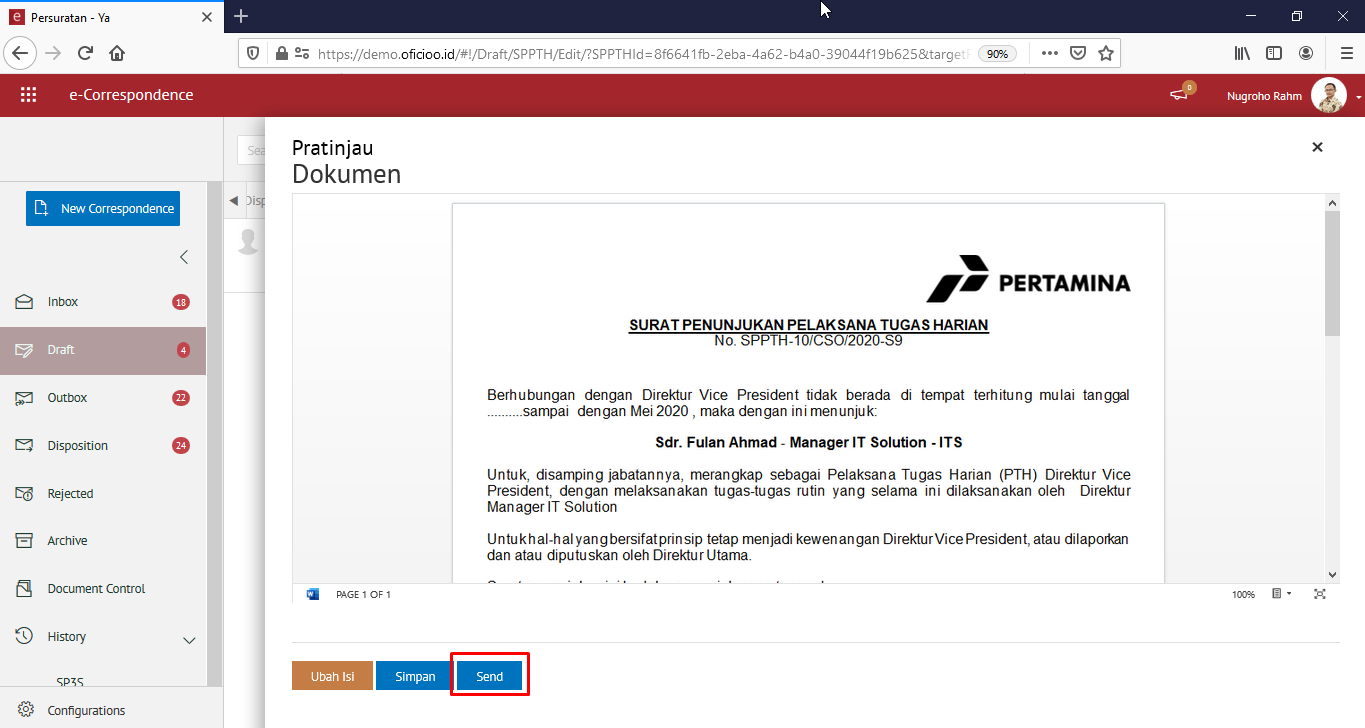 Persuratan - Ya
https://demo.oficioo.id/#!/Draft/SPPTH/Edit/?SPPTHId=8f6641fb-2eba-4a62-b4a0-39044f19b625&target
90%
e-Correspondence
0
Nugroho Rahm
Pratinjau
Dokumen
Sea
New Correspondence
Disp
Inbox 18
Draft 4
Outbox 22
Disposition 24
Rejected
Archive
Document Control
History
SP3S
Configurations
PERTAMINA
SURAT PENUNJUKAN PELAKSANA TUGAS HARIAN
No. SPPTH-10/CSO/2020-S9
Berhubungan dengan Direktur Vice President tidak berada di tempat terhitung mulai tanggal
..........sampai dengan Mei 2020 , maka dengan ini menunjuk:
Sdr. Fulan Ahmad - Manager IT Solution - ITS
Untuk, disamping jabatannya, merangkap sebagai Pelaksana Tugas Harian (PTH) Direktur Vice
President, dengan melaksanakan tugas-tugas rutin yang selama ini dilaksanakan oleh Direktur
Manager IT Solution
Untuk hal-hal yang bersifat prinsip tetap menjadi kewenangan Direktur Vice President, atau dilaporkan
dan atau diputuskan oleh Direktur Utama.
PAGE 1 OF 1
100%
Ubah Isi
Simpan
Send